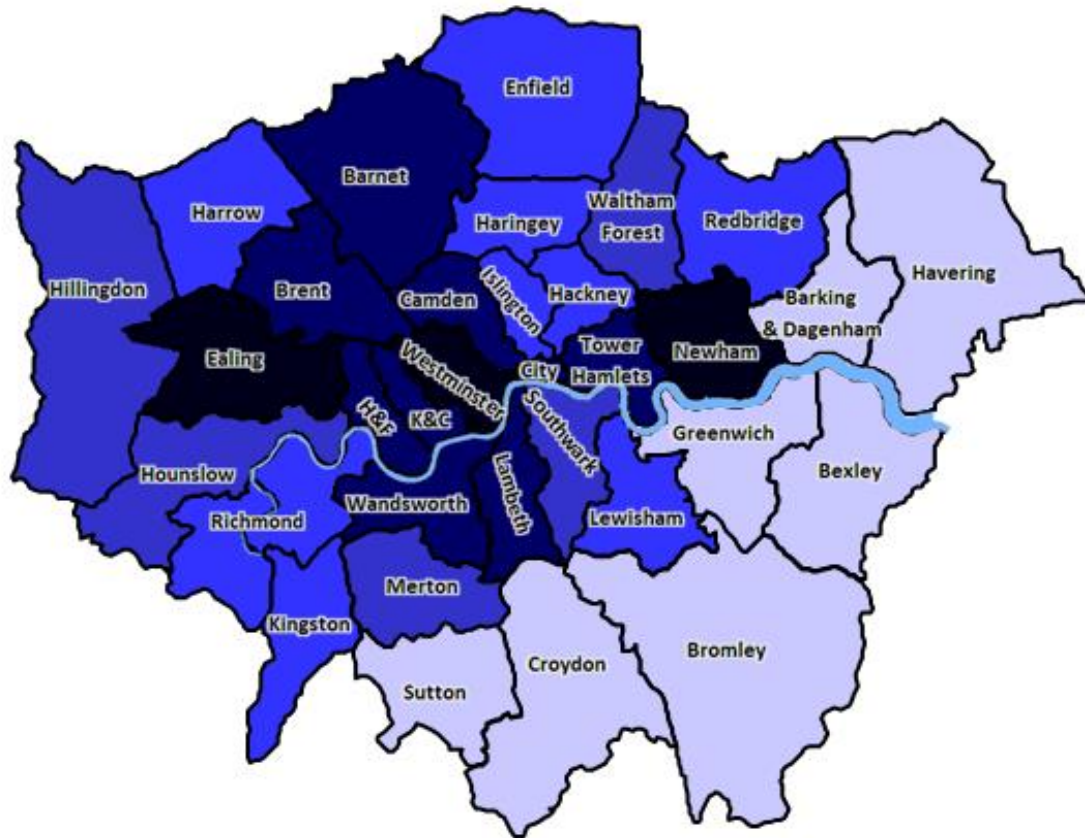 Enfield
Barnet
Harrow
Haringey
Waltham
Forest
Redbridge
Havering
Hillingdon
Brent
Camden
Islington
Hackney
Barking
& Dagenham
Ealing
Westminster
City
Tower
Hamlets
Newham
H&F
K&C
Southwark
Greenwich
Hounslow
Bexley
Wandsworth
Lambeth
Richmond
Lewisham
Merton
Kingston
Sutton
Croydon
Bromley